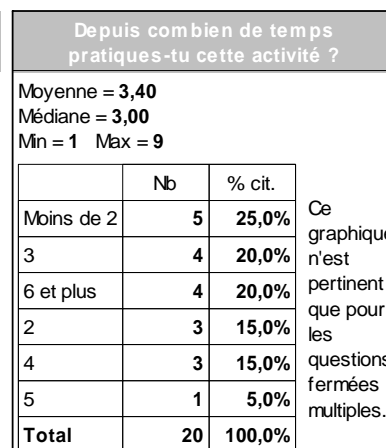 Depuis combien de temps
pratiques-tu cette activité ?
Moyenne = 3,40
Médiane = 3,00
Min = 1 Max = 9
Nb % cit.
Moins de 2 5 25,0%
3 4 20,0%
6 et plus 4 20,0%
2 3 15,0%
4 3 15,0%
5 1 5,0%
Total 20 100,0%
Ce
graphique
n'est
pertinent
que pour
les
questions
fermées
multiples.